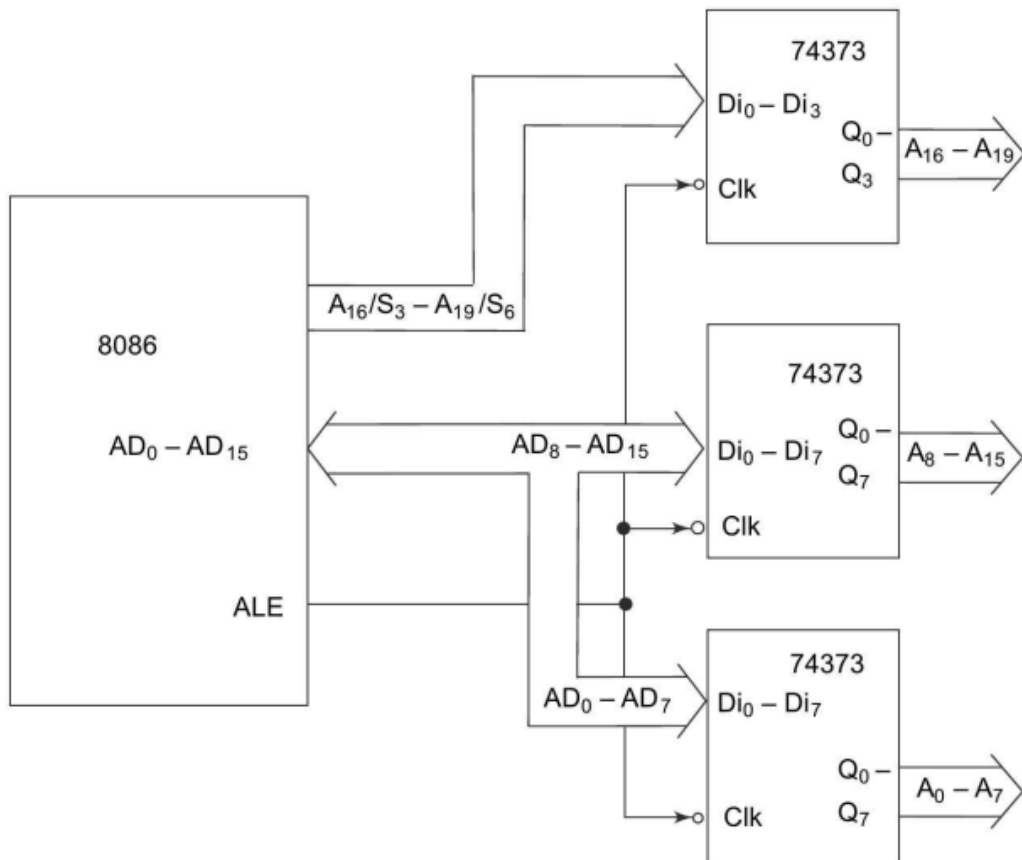 74373
Di₀ – Di₃
Q₀ –
Q₃
A₁₆ – A₁₉
Clk
8086
A₁₆/S₃ – A₁₉/S₆
AD₀ – AD₁₅
ALE
AD₈ – AD₁₅
74373
Di₀ – Di₇
Q₀ –
Q₇
A₈ – A₁₅
Clk
AD₀ – AD₇
74373
Di₀ – Di₇
Q₀ –
Q₇
A₀ – A₇
Clk